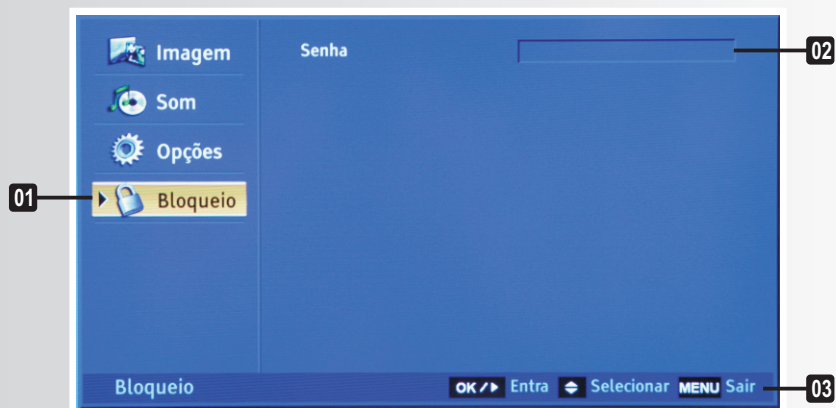 Imagem
Senha
02
Som
Opções
01
Bloqueio
Bloqueio
OK / Entra Selecionar MENU Sair
03